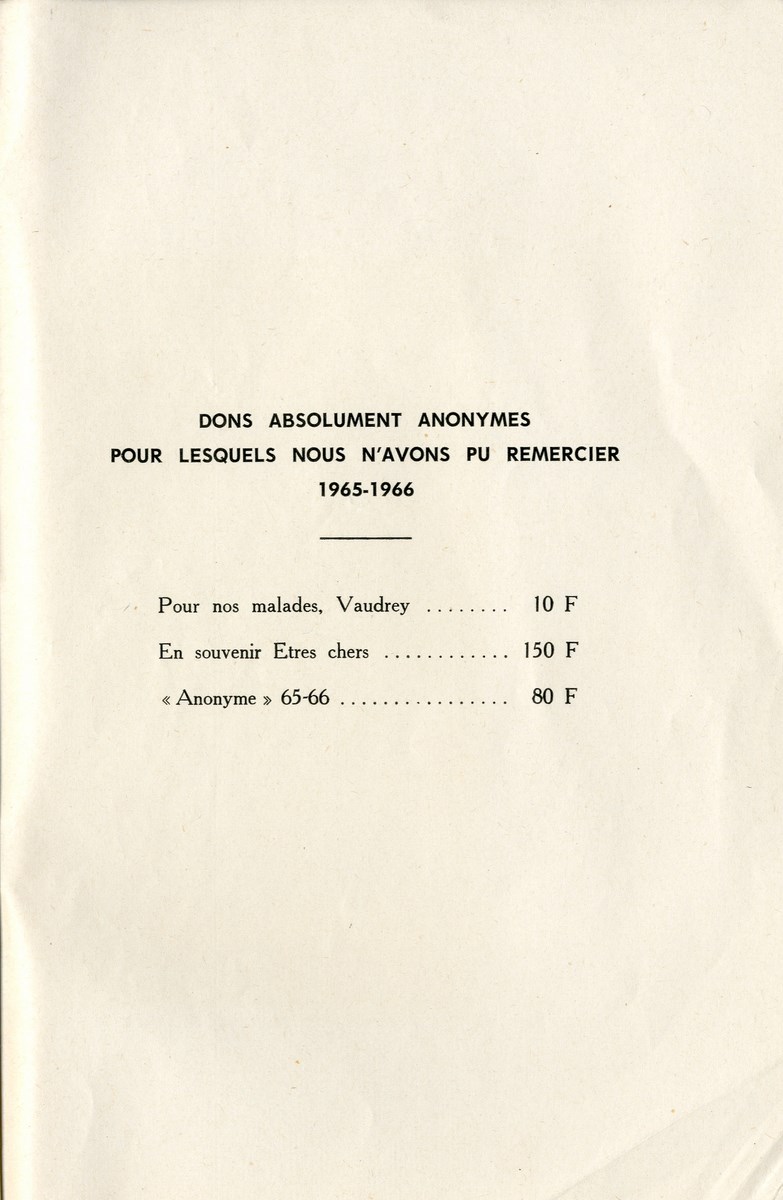 DONS ABSOLUMENT ANONYMES
POUR LESQUELS NOUS N'AVONS PU REMERCIER
1965-1966
Pour nos malades, Vaudrey ........ 10 F
En souvenir Etres chers ............ 150 F
« Anonyme » 65-66 ................ 80 F